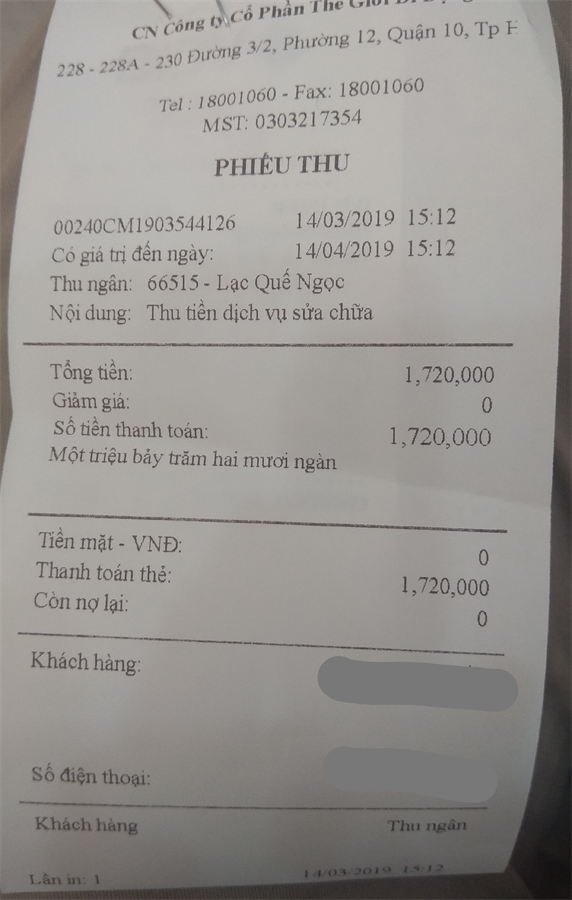 CN Công ty Cổ Phần Thế Giới Di
228 - 228A - 230 Đường 3/2, Phường 12, Quận 10, Tp
Tel : 18001060 - Fax: 18001060
MST: 0303217354
PHIẾU THU
00240CM1903544126 14/03/2019 15:12
Có giá trị đến ngày: 14/04/2019 15:12
Thu ngân: 66515 - Lạc Quế Ngọc
Nội dung: Thu tiền dịch vụ sửa chữa
Tổng tiền: 1,720,000
Giảm giá: 0
Số tiền thanh toán: 1,720,000
Một triệu bảy trăm hai mươi ngàn
Tiền mặt - VNĐ: 0
Thanh toán thẻ: 1,720,000
Còn nợ lại: 0
Khách hàng:
Số điện thoại:
Khách hàng Thu ngân
Lần in: 1 14/03/2019 15:12